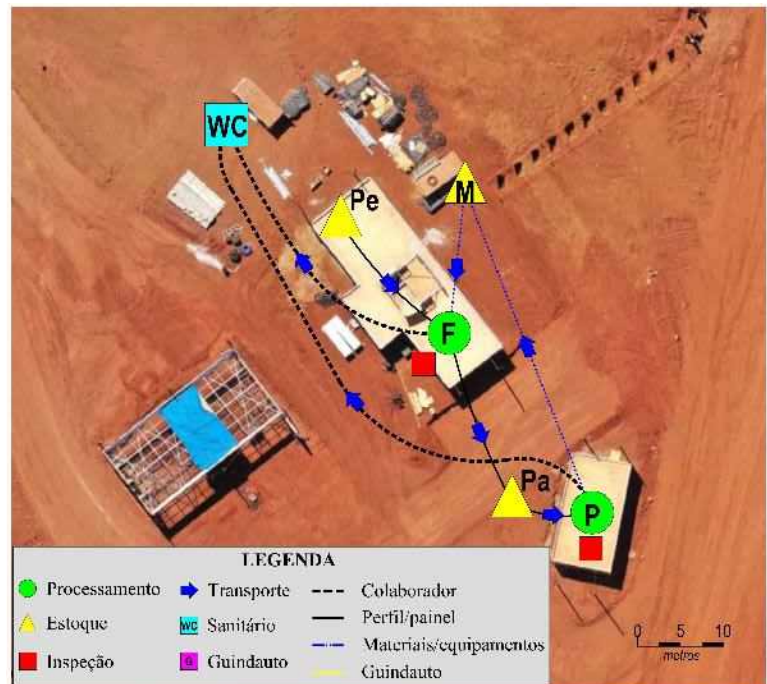 WC
Pe
M
F
Pa
P
LEGENDA
Processamento
Transporte
Colaborador
Estoque
WC
Sanitário
Perfil/painel
Inspeção
G
Guindauto
Materiais/equipamentos
Guindauto
0 5 10
metros